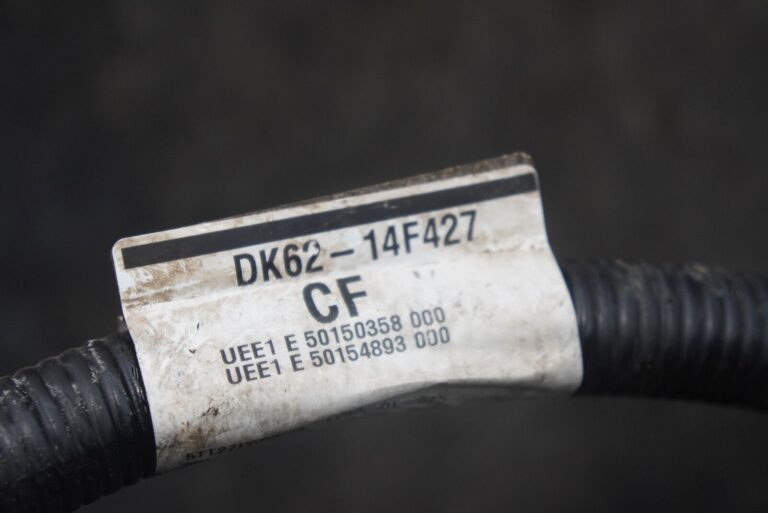 DK62-14F427
CF
UEE1 E 50150358 000
UEE1 E 50154893 000